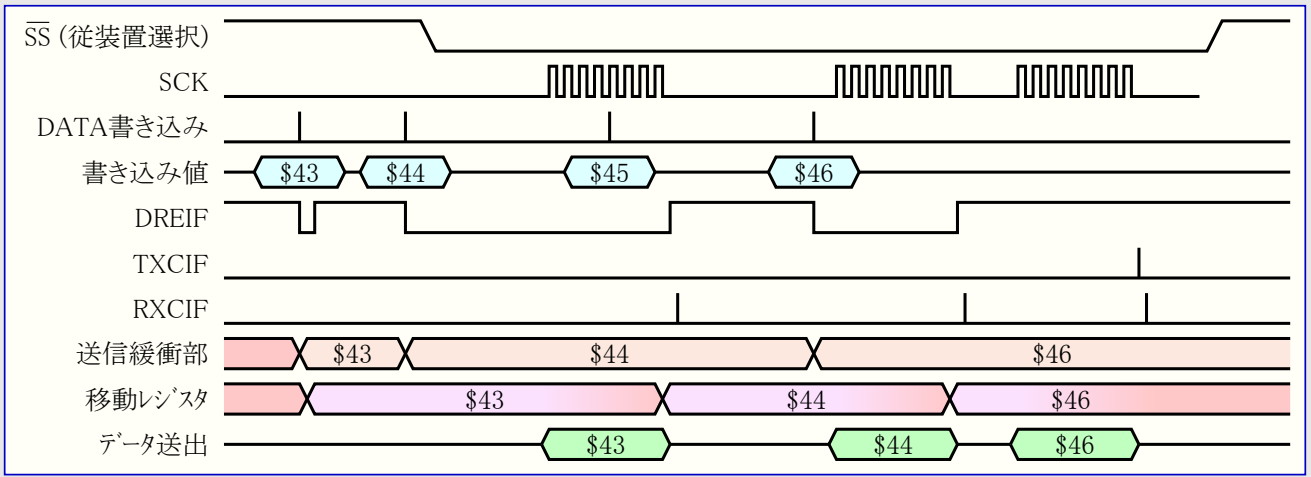 SS (従装置選択)
SCK
DATA書き込み
書き込み値 $43 $44 $45 $46
DREIF
TXCIF
RXCIF
送信緩衝部 $43 $44 $46
移動レジスタ $43 $44 $46
データ送出 $43 $44 $46